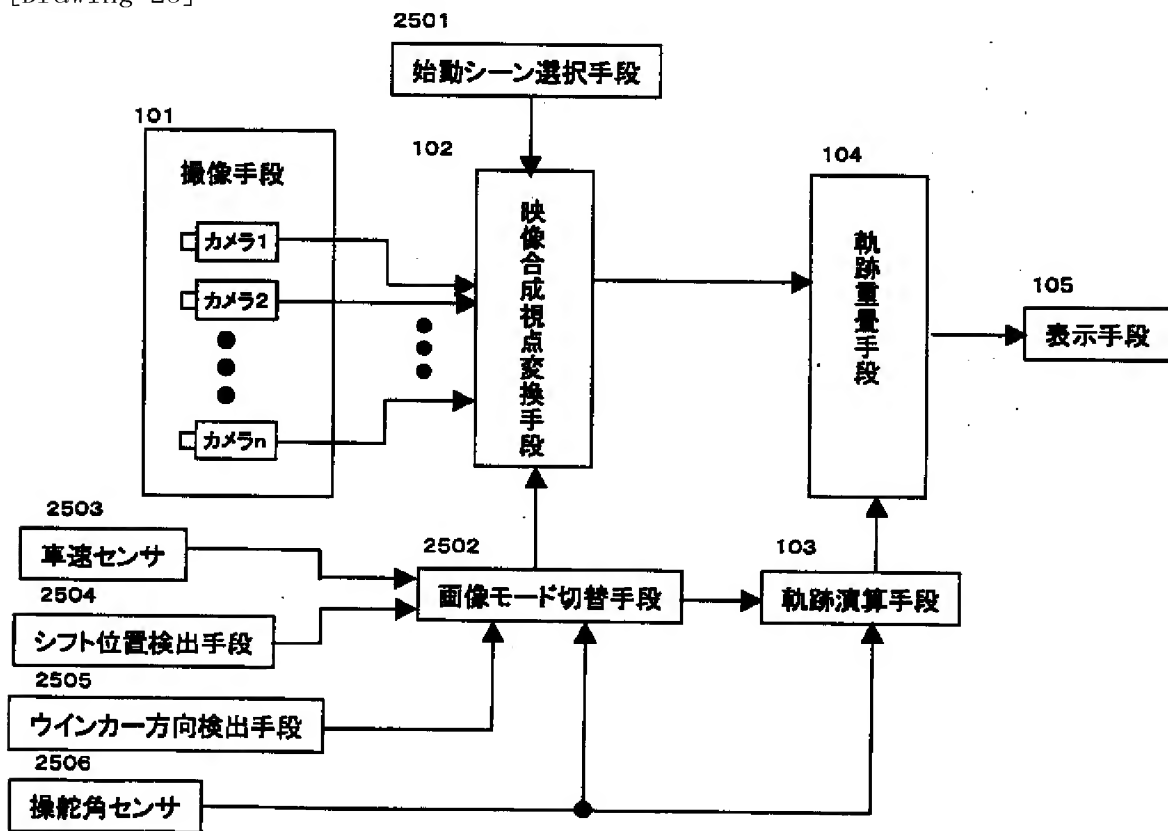 2501
始動シーン選択手段
101
撮像手段
カメラ1
カメラ2
カメラn
102
映像合成視点変換手段
104
軌跡重畳手段
105
表示手段
2503
車速センサ
2504
シフト位置検出手段
2505
ウインカー方向検出手段
2506
操舵角センサ
2502
画像モード切替手段
103
軌跡演算手段